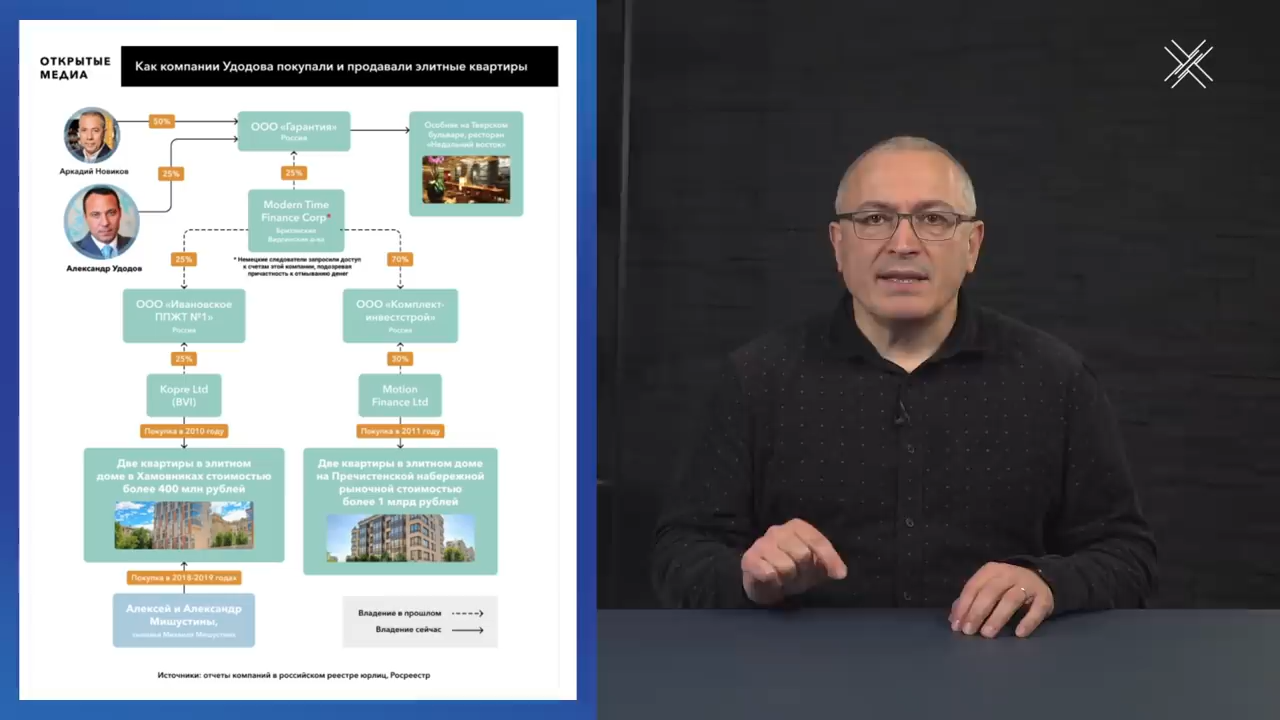 ОТКРЫТЫЕ
МЕДИА
Как компании Удодова покупали и продавали элитные квартиры
50%
ООО «Гарантия»
Россия
Особняк на Тверском
бульваре, ресторан
«Недальний восток»
Аркадий Новиков
25%
25%
Modern Time
Finance Corp*
Британские
Виргинские о-ва
Александр Удодов
25%
* Немецкие следователи запросили доступ
к счетам этой компании, подозревая
причастность к отмыванию денег
70%
ООО «Ивановское
ППЖТ №1»
Россия
ООО «Комплект-
инвестстрой»
Россия
25%
30%
Kopre Ltd
(BVI)
Motion
Finance Ltd
Покупка в 2010 году
Покупка в 2011 году
Две квартиры в элитном
доме в Хамовниках стоимостью
более 400 млн рублей
Две квартиры в элитном доме
на Пречистенской набережной
рыночной стоимостью
более 1 млрд рублей
Покупка в 2018-2019 годах
Алексей и Александр
Мишустины,
сыновья Михаила Мишустина
Владение в прошлом
Владение сейчас
Источники: отчеты компаний в российском реестре юрлиц, Росреестр